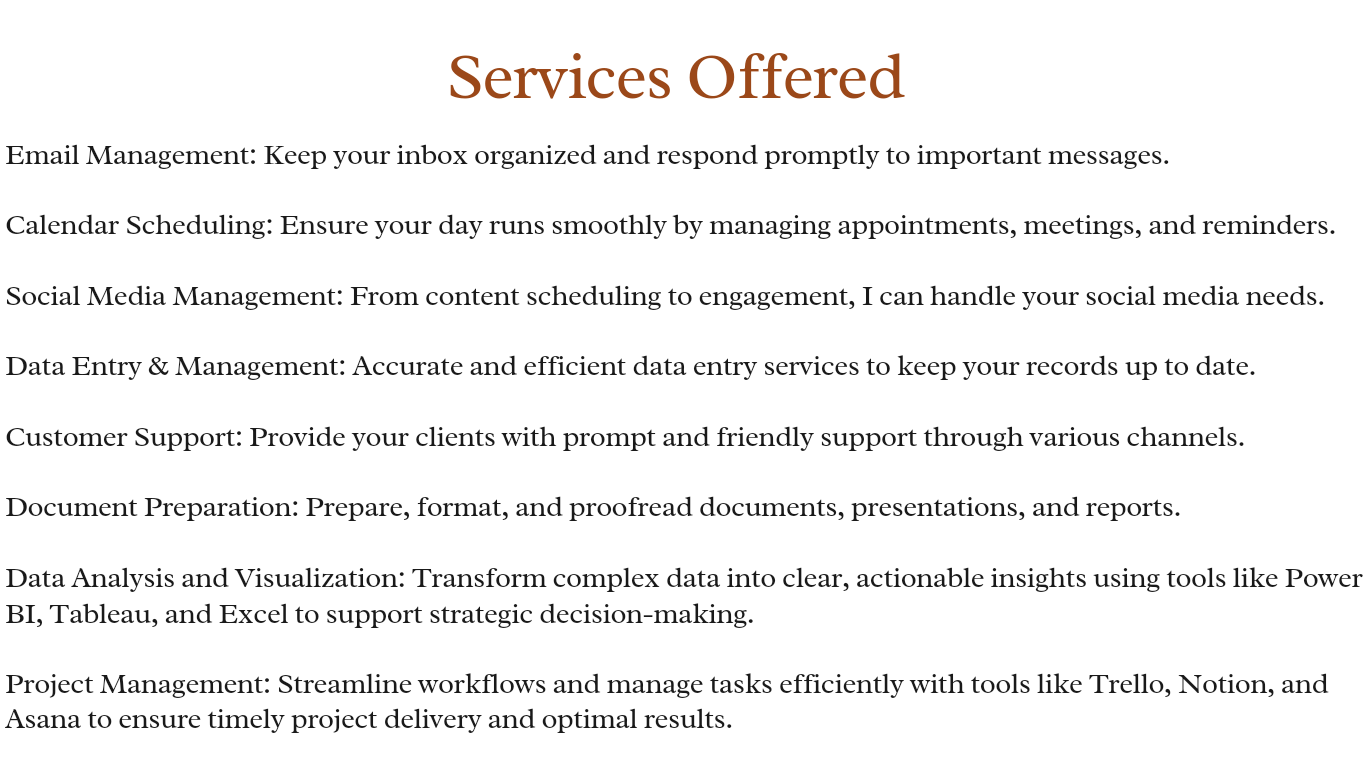 Services Offered
Email Management: Keep your inbox organized and respond promptly to important messages.
Calendar Scheduling: Ensure your day runs smoothly by managing appointments, meetings, and reminders.
Social Media Management: From content scheduling to engagement, I can handle your social media needs.
Data Entry & Management: Accurate and efficient data entry services to keep your records up to date.
Customer Support: Provide your clients with prompt and friendly support through various channels.
Document Preparation: Prepare, format, and proofread documents, presentations, and reports.
Data Analysis and Visualization: Transform complex data into clear, actionable insights using tools like Power
BI, Tableau, and Excel to support strategic decision-making.
Project Management: Streamline workflows and manage tasks efficiently with tools like Trello, Notion, and
Asana to ensure timely project delivery and optimal results.